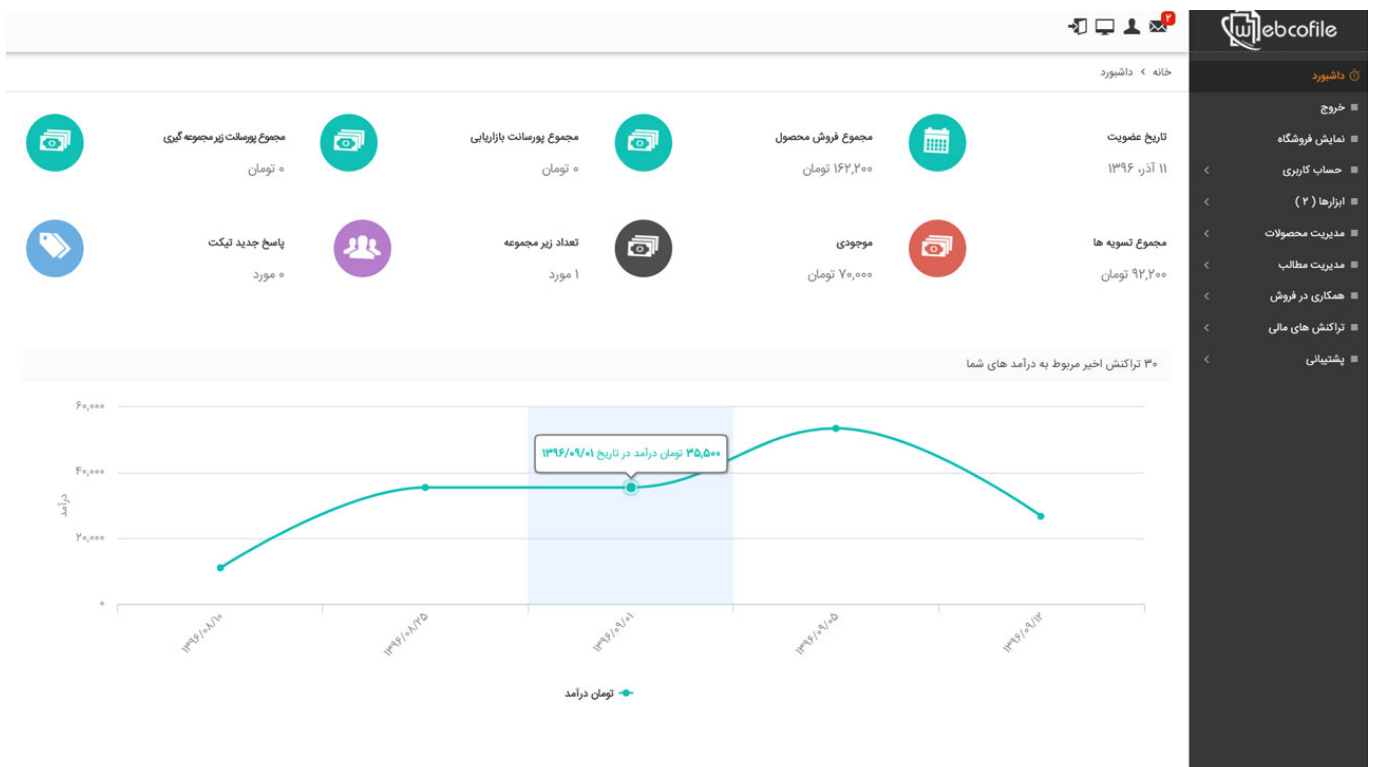 ۲
webcofile
داشبورد
خروج
نمایش فروشگاه
حساب کاربری
ابزارها ( ۲ )
مدیریت محصولات
مدیریت مطالب
همکاری در فروش
تراکنش های مالی
پشتیبانی
خانه › داشبورد
تاریخ عضویت
۱۱ آذر، ۱۳۹۶
مجموع فروش محصول
۱۶۲,۲۰۰ تومان
مجموع پورسانت بازاریابی
۰ تومان
مجموع پورسانت زیر مجموعه گیری
۰ تومان
مجموع تسویه ها
۹۲,۲۰۰ تومان
موجودی
۷۰,۰۰۰ تومان
تعداد زیر مجموعه
۱ مورد
پاسخ جدید تیکت
۰ مورد
۳۰ تراکنش اخیر مربوط به درآمد های شما
۶۰,۰۰۰
۴۰,۰۰۰
۲۰,۰۰۰
۰
درآمد
۳۵,۵۰۰ تومان درآمد در تاریخ ۱۳۹۶/۰۹/۰۱
۱۳۹۶/۰۸/۱۰
۱۳۹۶/۰۸/۲۵
۱۳۹۶/۰۹/۰۱
۱۳۹۶/۰۹/۰۵
۱۳۹۶/۰۹/۱۲
تومان درآمد